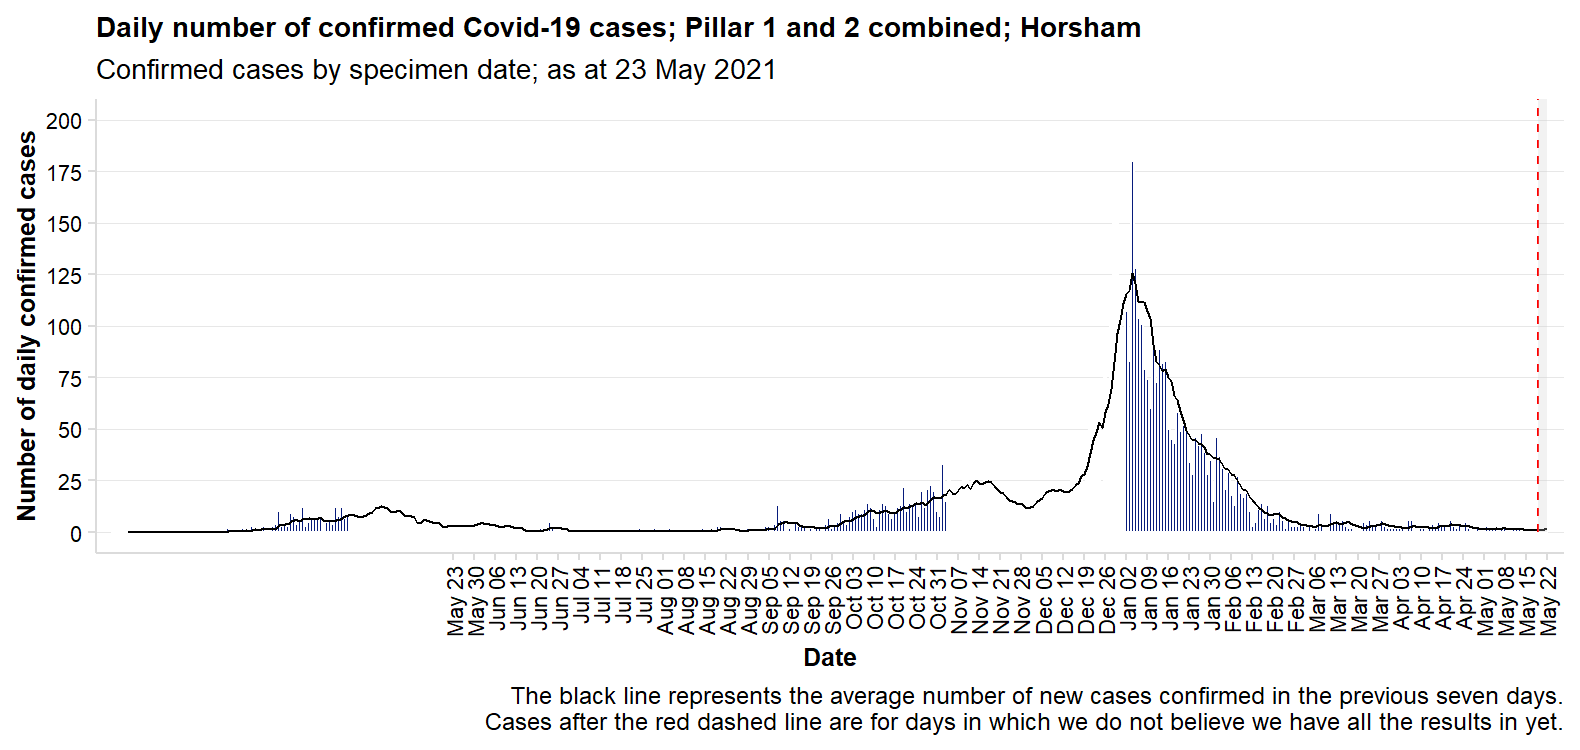 Daily number of confirmed Covid-19 cases; Pillar 1 and 2 combined; Horsham
Confirmed cases by specimen date; as at 23 May 2021
Number of daily confirmed cases
200
175
150
125
100
75
50
25
0
May 23
May 30
Jun 06
Jun 13
Jun 20
Jun 27
Jul 04
Jul 11
Jul 18
Jul 25
Aug 01
Aug 08
Aug 15
Aug 22
Aug 29
Sep 05
Sep 12
Sep 19
Sep 26
Oct 03
Oct 10
Oct 17
Oct 24
Oct 31
Nov 07
Nov 14
Nov 21
Nov 28
Dec 05
Dec 12
Dec 19
Dec 26
Jan 02
Jan 09
Jan 16
Jan 23
Jan 30
Feb 06
Feb 13
Feb 20
Feb 27
Mar 06
Mar 13
Mar 20
Mar 27
Apr 03
Apr 10
Apr 17
Apr 24
May 01
May 08
May 15
May 22
Date
The black line represents the average number of new cases confirmed in the previous seven days.
Cases after the red dashed line are for days in which we do not believe we have all the results in yet.